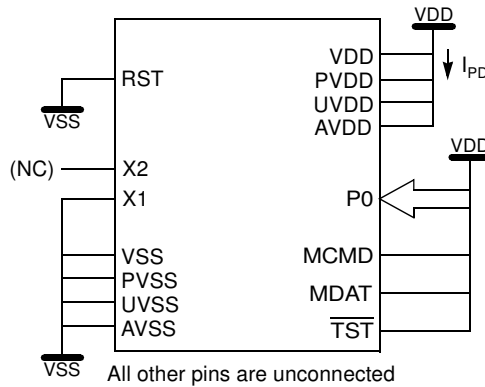 VDD
VDD
I PD
RST
PVDD
UVDD
VSS
AVDD
VDD
(NC)
X2
X1
P0
VSS
MCMD
PVSS
UVSS
MDAT
AVSS
TST
VSS
All other pins are unconnected